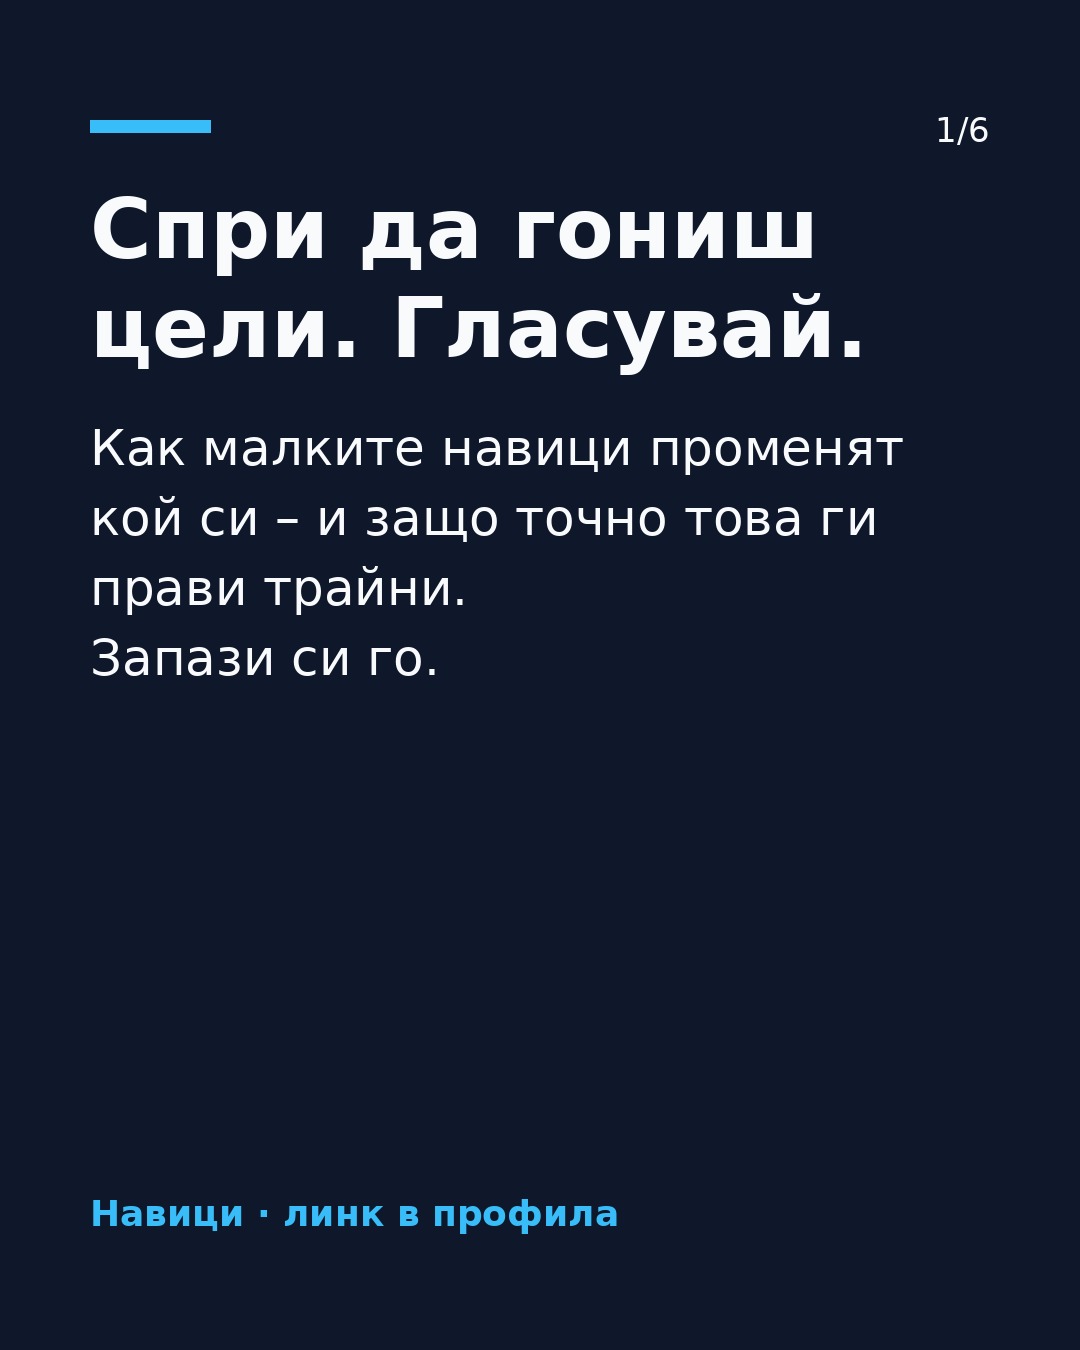 1/6
Спри да гониш
цели. Гласувай.
Как малките навици променят
кой си – и защо точно това ги
прави трайни.
Запази си го.
Навици · линк в профила